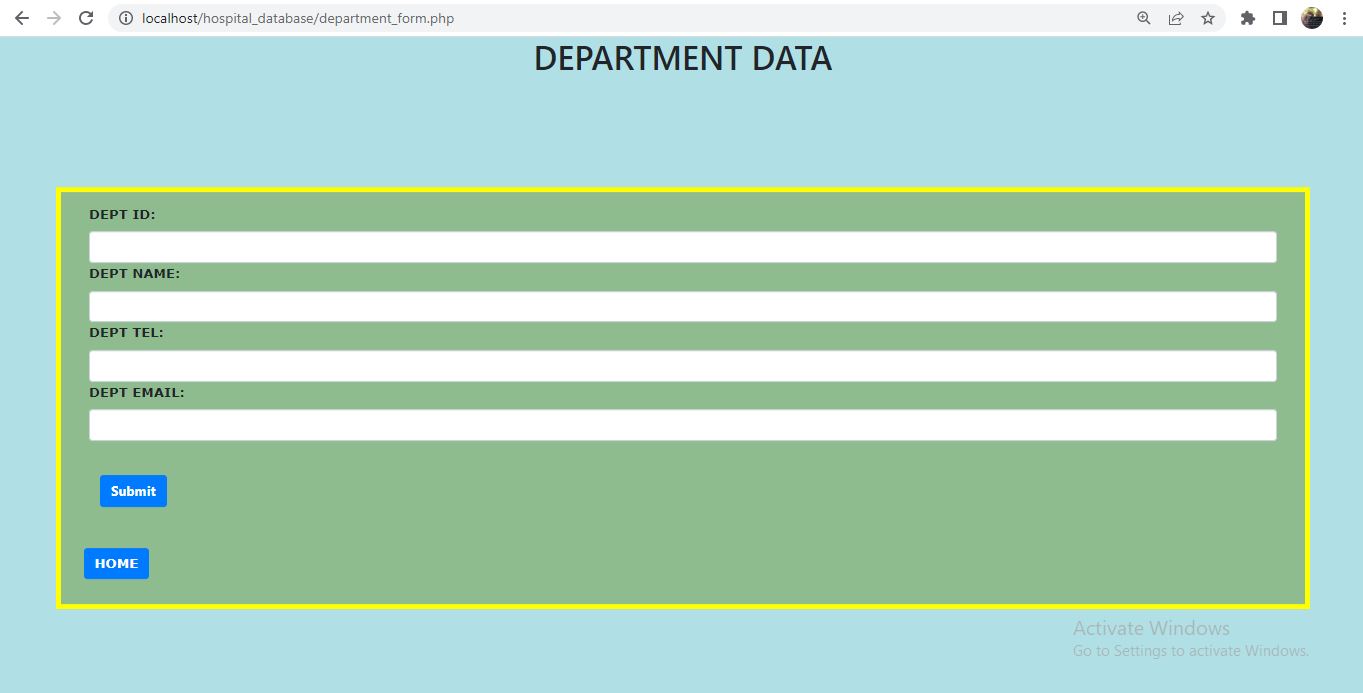 localhost/hospital_database/department_form.php
DEPARTMENT DATA
DEPT ID:
DEPT NAME:
DEPT TEL:
DEPT EMAIL:
Submit
HOME
Activate Windows
Go to Settings to activate Windows.